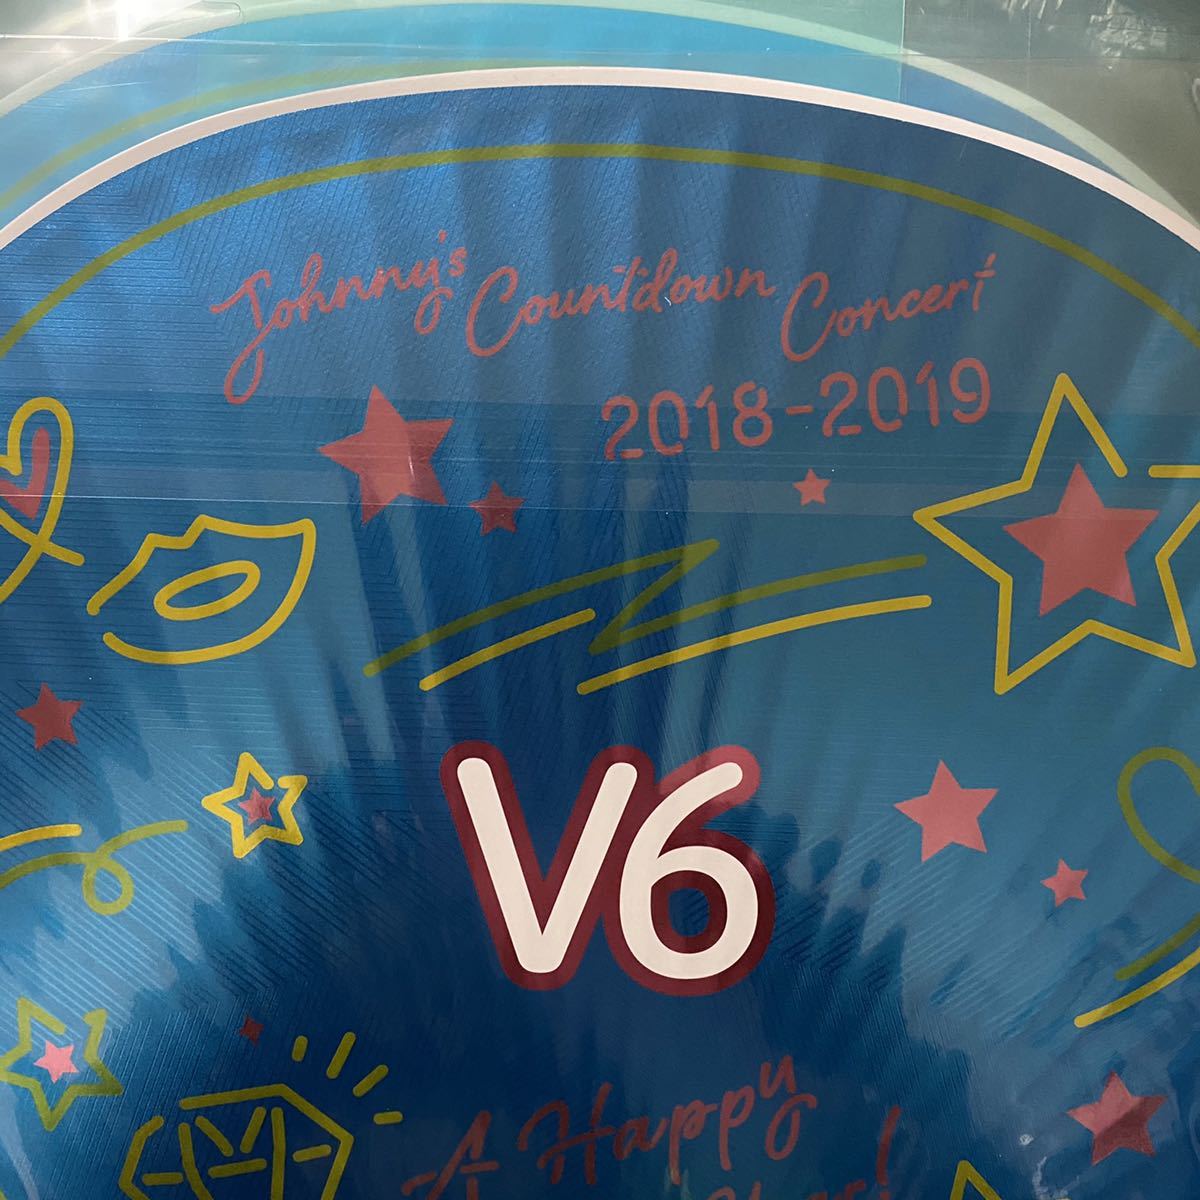 Johnny's Countdown Concert
2018-2019
V6
A Happy